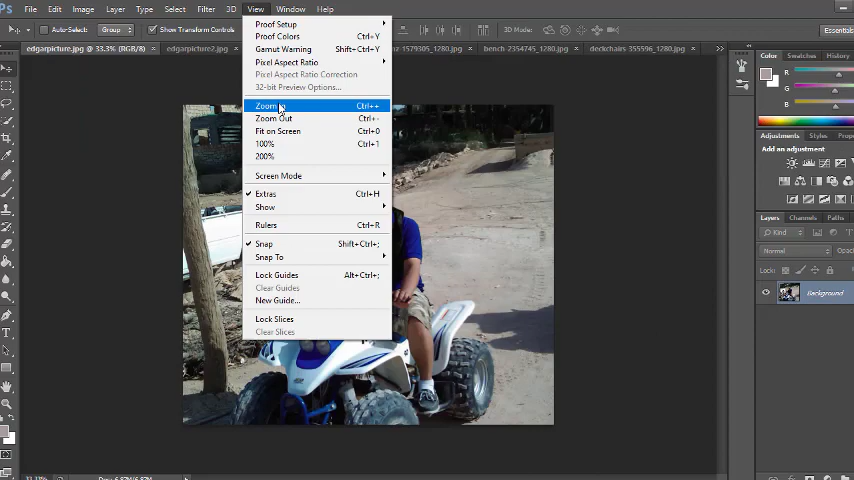 File Edit Image Layer Type Select Filter 3D View Window Help
Auto-Select: Group Show Transform Controls 3D Mode: Essentials
edgarpicture.jpg @ 33.3% (RGB/8) × edgarpicture2.jpg nz-1579305_1280.jpg × bench-2354745_1280.jpg × deckchairs-355596_1280.jpg ×
Proof Setup
Proof Colors Ctrl+Y
Gamut Warning Shift+Ctrl+Y
Pixel Aspect Ratio
Pixel Aspect Ratio Correction
32-bit Preview Options...
Zoom In Ctrl++
Zoom Out Ctrl+-
Fit on Screen Ctrl+0
100% Ctrl+1
200%
Screen Mode
Extras Ctrl+H
Show
Rulers Ctrl+R
Snap Shift+Ctrl+;
Snap To
Lock Guides Alt+Ctrl+;
Clear Guides
New Guide...
Lock Slices
Clear Slices
Color Swatches Styles
R
G
B
Adjustments Styles
Add an adjustment
Layers Channels Paths
Kind
Normal
Lock:
Background